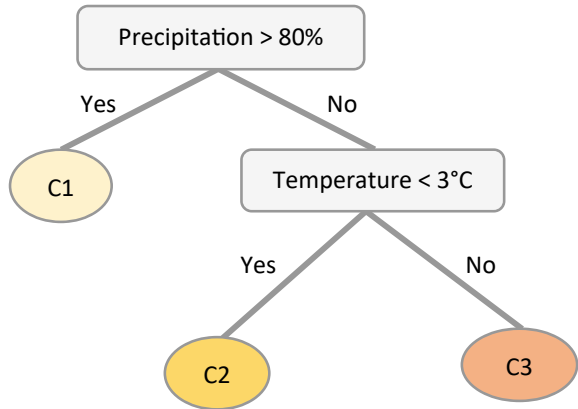 Precipitation > 80%
Yes
No
C1
Temperature < 3°C
Yes
No
C2
C3